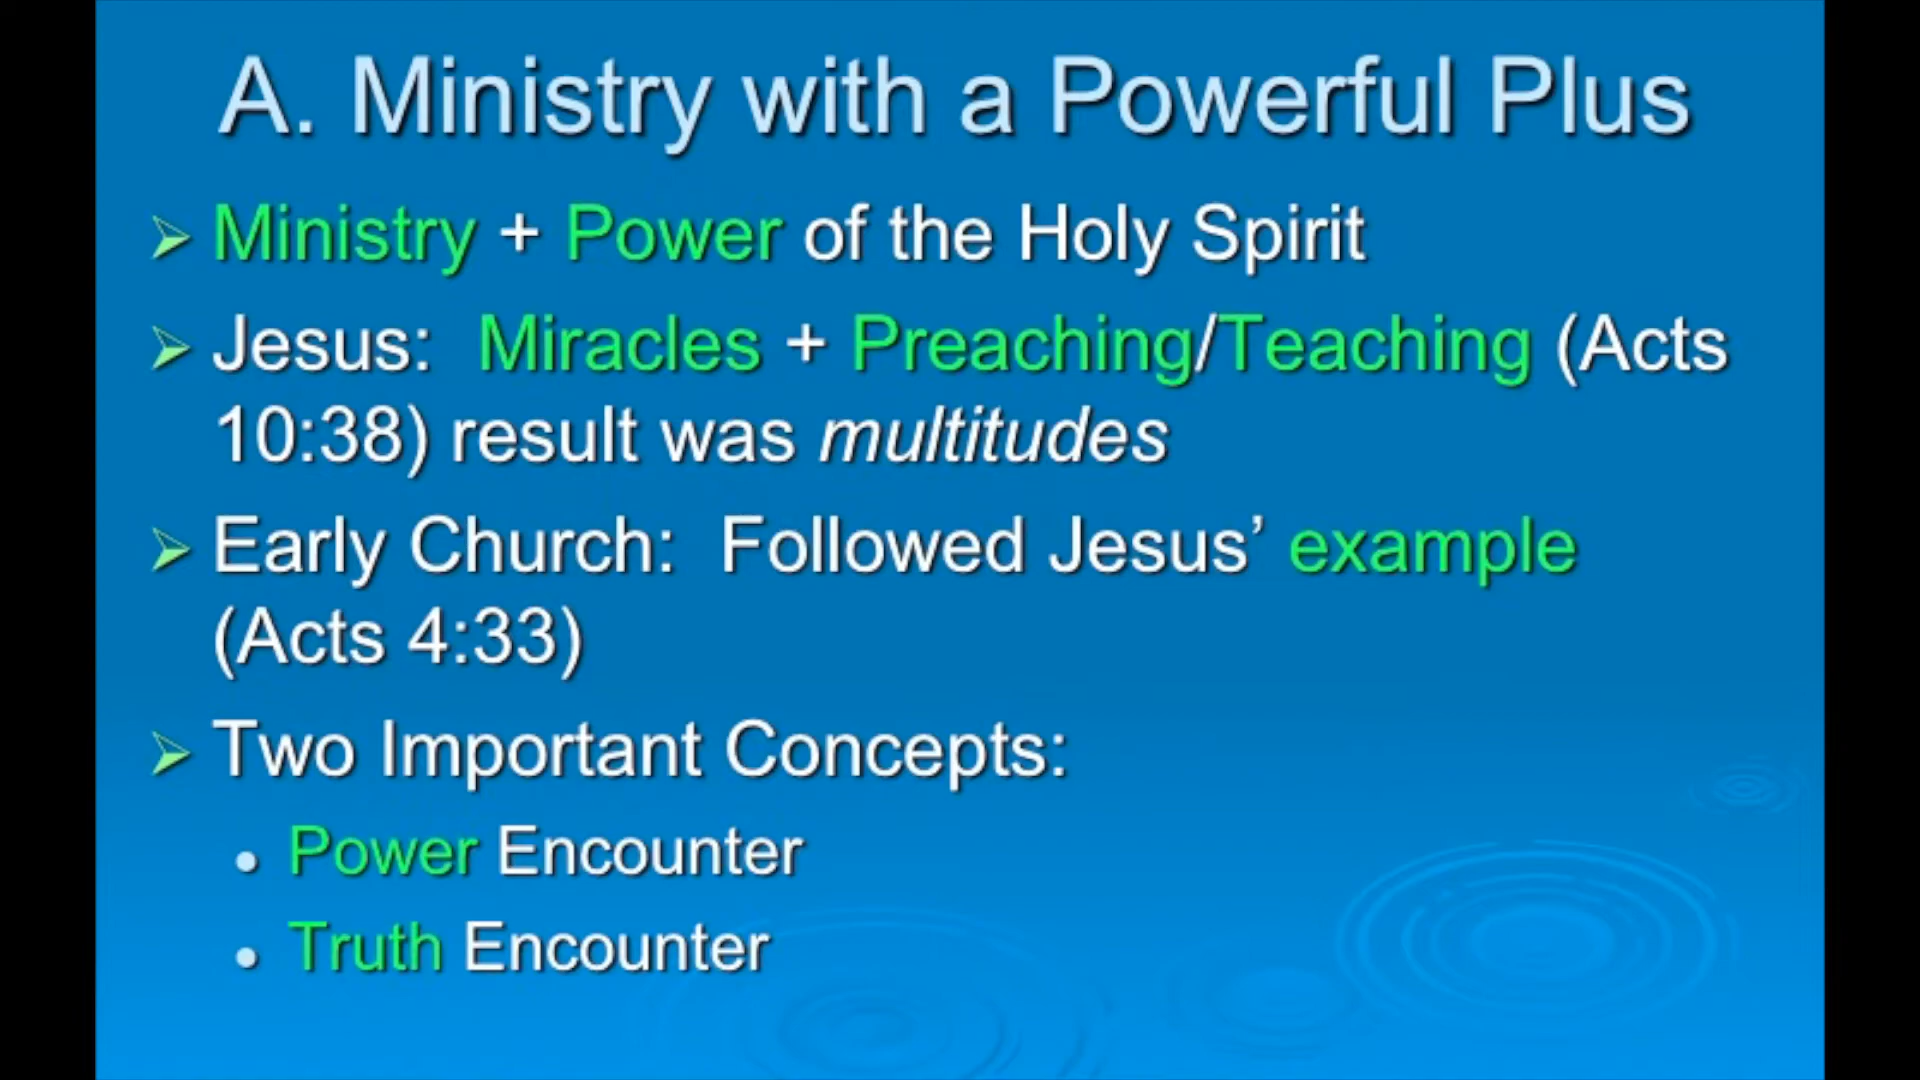 A. Ministry with a Powerful Plus
Ministry + Power of the Holy Spirit
Jesus: Miracles + Preaching/Teaching (Acts
10:38) result was multitudes
Early Church: Followed Jesus’ example
(Acts 4:33)
Two Important Concepts:
Power Encounter
Truth Encounter